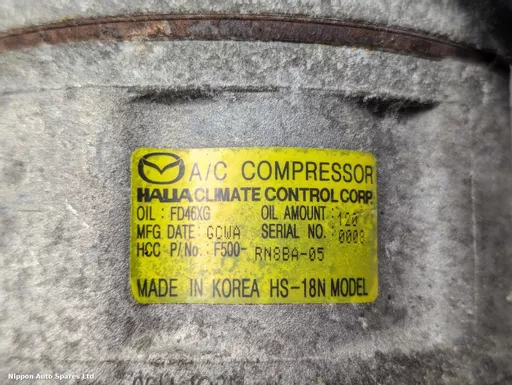 A/C COMPRESSOR
HALLA CLIMATE CONTROL CORP.
OIL : FD46XG OIL AMOUNT :120
MFG DATE: GCWA SERIAL NO. :0003
HCC P/No.: F500-RN8BA-05
MADE IN KOREA HS-18N MODEL
Nippon Auto Spares Ltd